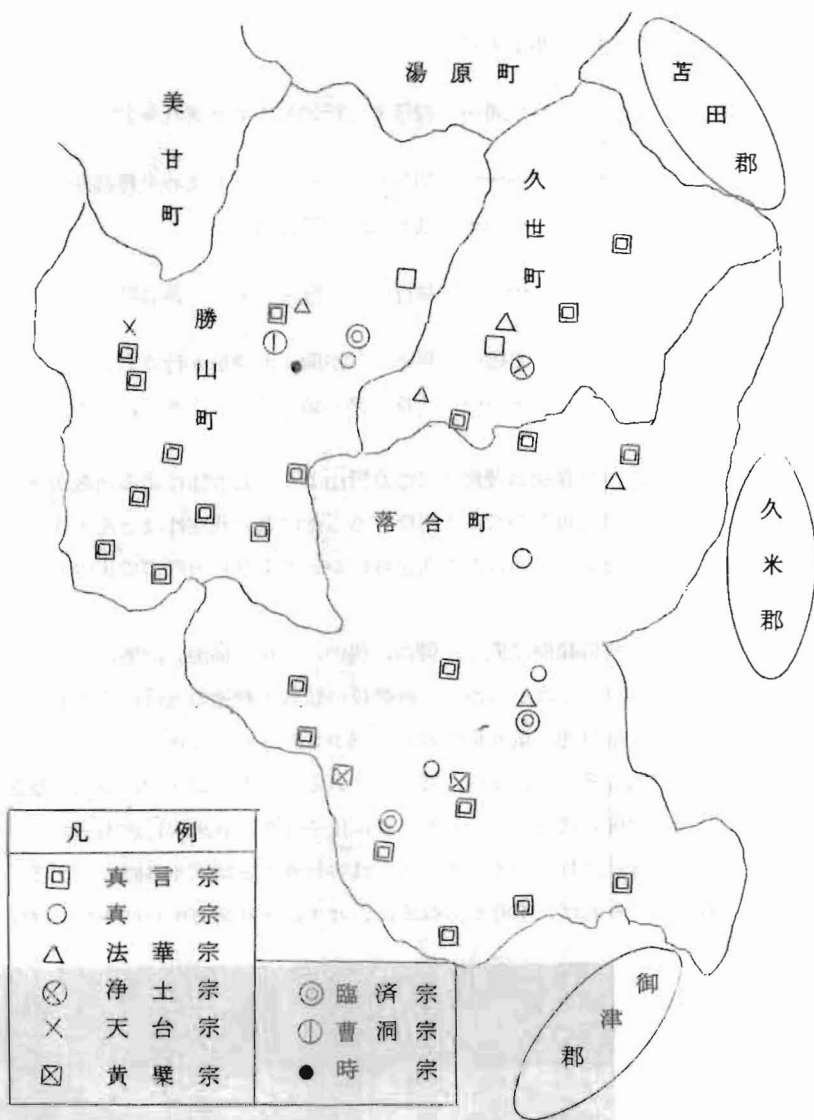 湯原町
苫田郡
美甘町
久世町
勝山町
落合町
久米郡
御津郡
凡例
真言宗
真宗
法華宗
浄土宗
天台宗
黄檗宗
臨済宗
曹洞宗
時宗